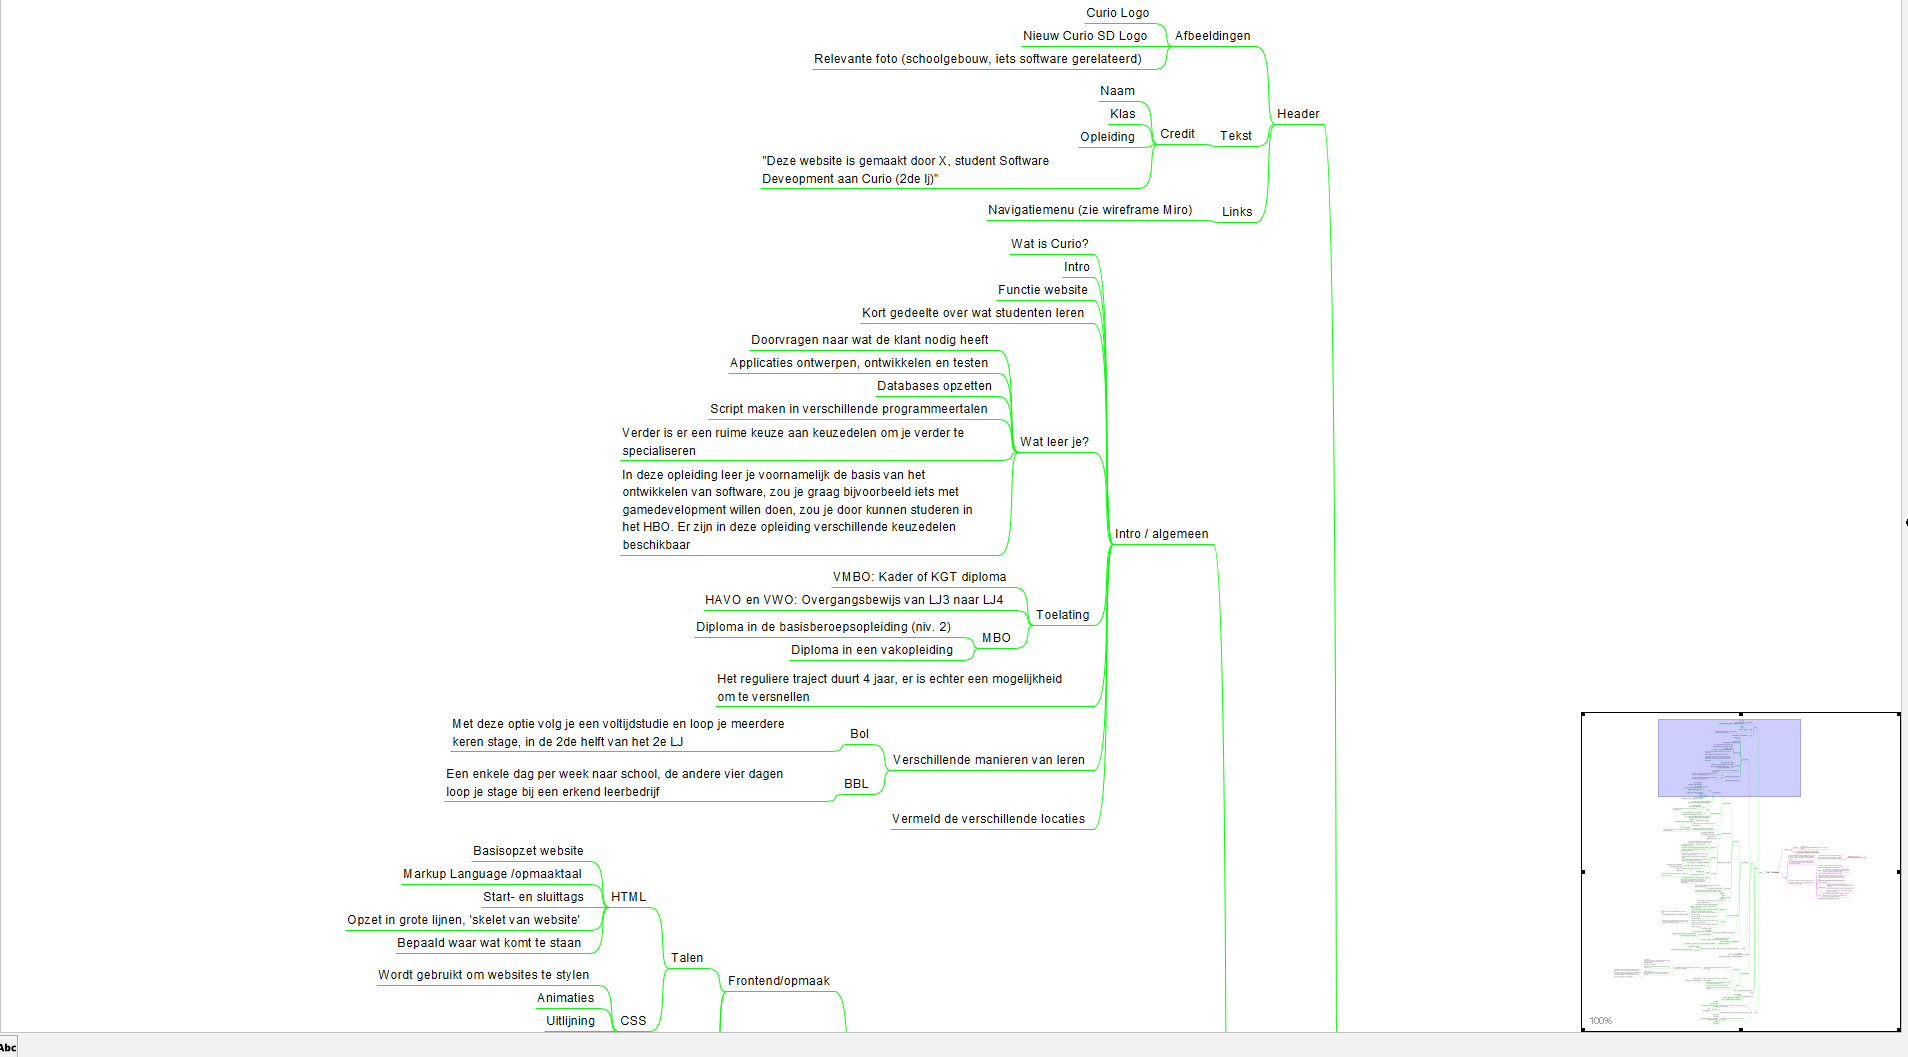 Curio Logo
Nieuw Curio SD Logo
Afbeeldingen
Relevante foto (schoolgebouw, iets software gerelateerd)
Naam
Klas
Opleiding
Credit
Tekst
Header
"Deze website is gemaakt door X, student Software
Deveopment aan Curio (2de lj)"
Navigatiemenu (zie wireframe Miro)
Links
Wat is Curio?
Intro
Functie website
Kort gedeelte over wat studenten leren
Doorvragen naar wat de klant nodig heeft
Applicaties ontwerpen, ontwikkelen en testen
Databases opzetten
Script maken in verschillende programmeertalen
Verder is er een ruime keuze aan keuzedelen om je verder te
specialiseren
Wat leer je?
In deze opleiding leer je voornamelijk de basis van het
ontwikkelen van software, zou je graag bijvoorbeeld iets met
gamedevelopment willen doen, zou je door kunnen studeren in
het HBO. Er zijn in deze opleiding verschillende keuzedelen
beschikbaar
Intro / algemeen
VMBO: Kader of KGT diploma
HAVO en VWO: Overgangsbewijs van LJ3 naar LJ4
Toelating
Diploma in de basisberoepsopleiding (niv. 2)
MBO
Diploma in een vakopleiding
Het reguliere traject duurt 4 jaar, er is echter een mogelijkheid
om te versnellen
Met deze optie volg je een voltijdstudie en loop je meerdere
keren stage, in de 2de helft van het 2e LJ
Bol
Verschillende manieren van leren
Een enkele dag per week naar school, de andere vier dagen
loop je stage bij een erkend leerbedrijf
BBL
Vermeld de verschillende locaties
Basisopzet website
Markup Language /opmaaktaal
Start- en sluittags
HTML
Opzet in grote lijnen, 'skelet van website'
Bepaald waar wat komt te staan
Talen
Wordt gebruikt om websites te stylen
Frontend/opmaak
Animaties
Uitlijning
CSS
100%
Abc